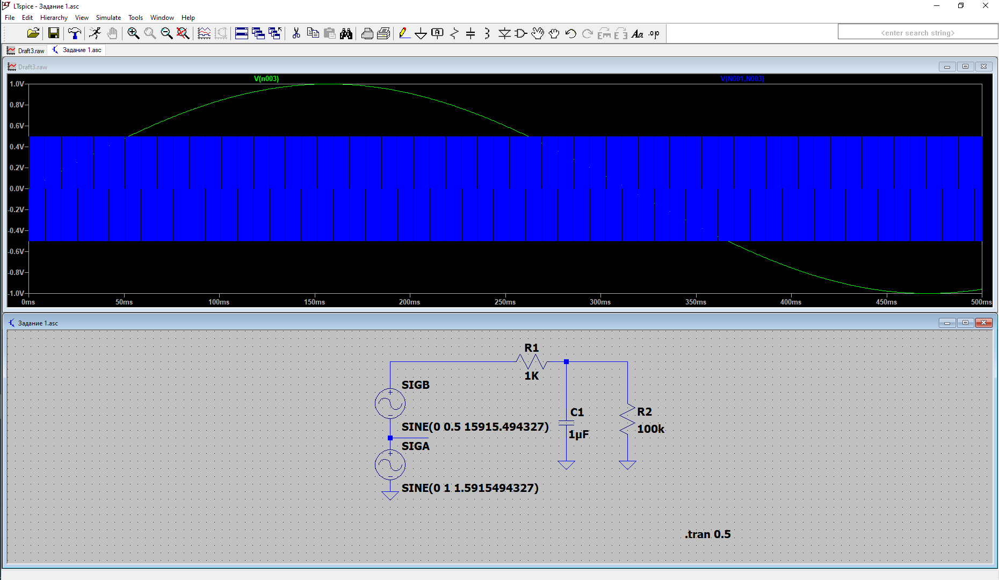 LTspice - Задание 1.asc
File Edit Hierarchy View Simulate Tools Window Help
.op
<enter search string>
Draft3.raw Задание 1.asc
Draft3.raw
V(n003) V(N001,N003)
1.0V
0.8V
0.6V
0.4V
0.2V
0.0V
-0.2V
-0.4V
-0.6V
-0.8V
-1.0V
0ms 50ms 100ms 150ms 200ms 250ms 300ms 350ms 400ms 450ms 500ms
Задание 1.asc
R1
1K
SIGB
SINE(0 0.5 15915.494327)
C1
1µF
R2
100k
SIGA
SINE(0 1 1.5915494327)
.tran 0.5